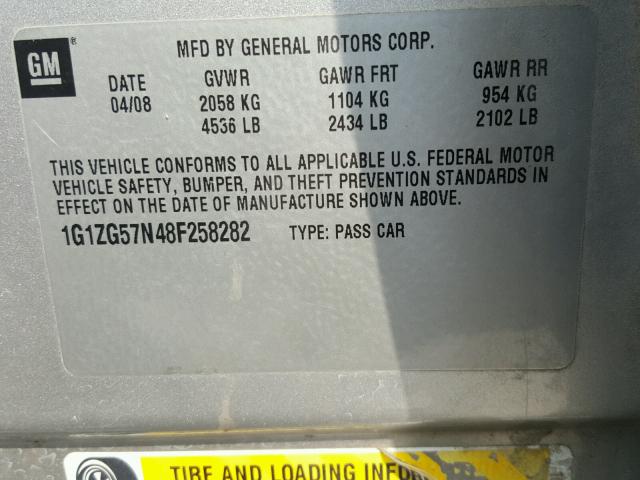 GM ® MFD BY GENERAL MOTORS CORP.
DATE GVWR GAWR FRT GAWR RR
04/08 2058 KG 1104 KG 954 KG
4536 LB 2434 LB 2102 LB
THIS VEHICLE CONFORMS TO ALL APPLICABLE U.S. FEDERAL MOTOR
VEHICLE SAFETY, BUMPER, AND THEFT PREVENTION STANDARDS IN
EFFECT ON THE DATE OF MANUFACTURE SHOWN ABOVE.
1G1ZG57N48F258282 TYPE: PASS CAR
TIRE AND LOADING INFOR